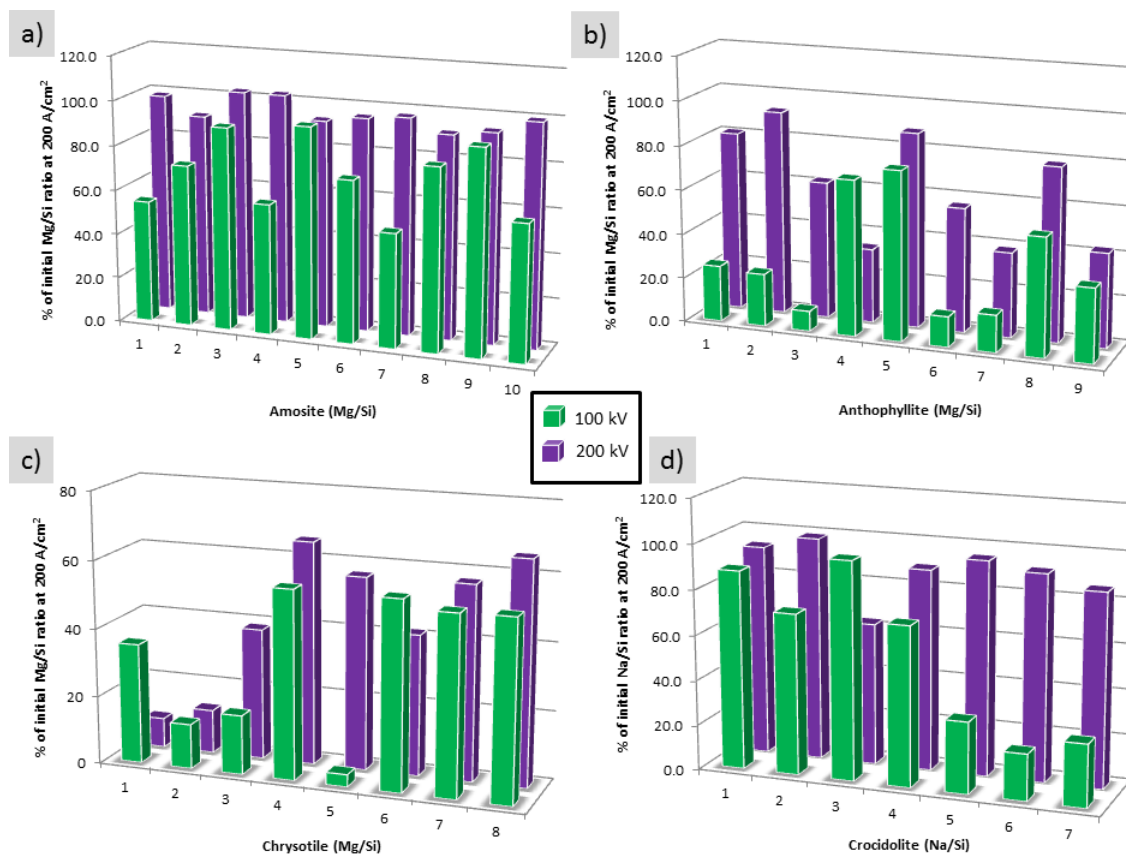 a)
% of initial Mg/Si ratio at 200 A/cm²
120.0
100.0
80.0
60.0
40.0
20.0
0.0
1 2 3 4 5 6 7 8 9 10
Amosite (Mg/Si)
b)
% of initial Mg/Si ratio at 200 A/cm²
120.0
100.0
80.0
60.0
40.0
20.0
0.0
1 2 3 4 5 6 7 8 9
Anthophyllite (Mg/Si)
100 kV
200 kV
c)
% of initial Mg/Si ratio at 200 A/cm²
80
60
40
20
0
1 2 3 4 5 6 7 8
Chrysotile (Mg/Si)
d)
% of initial Na/Si ratio at 200 A/cm²
120.0
100.0
80.0
60.0
40.0
20.0
0.0
1 2 3 4 5 6 7
Crocidolite (Na/Si)